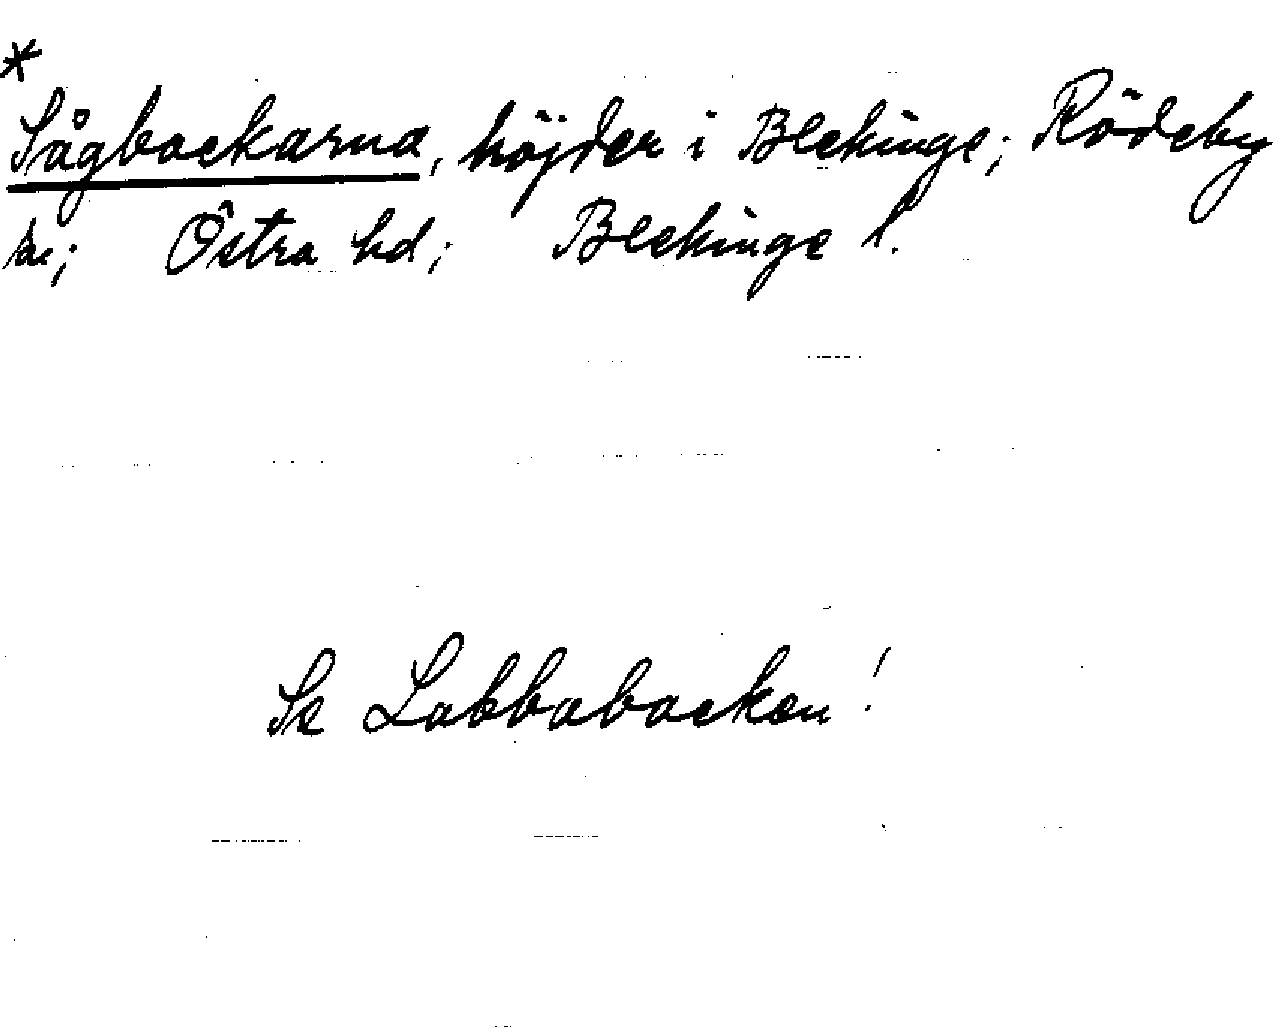 *
Sågbackarna, höjder i Blekinge; Rödeby
sn; Östra hd; Blekinge l.
Se Labbabacken!